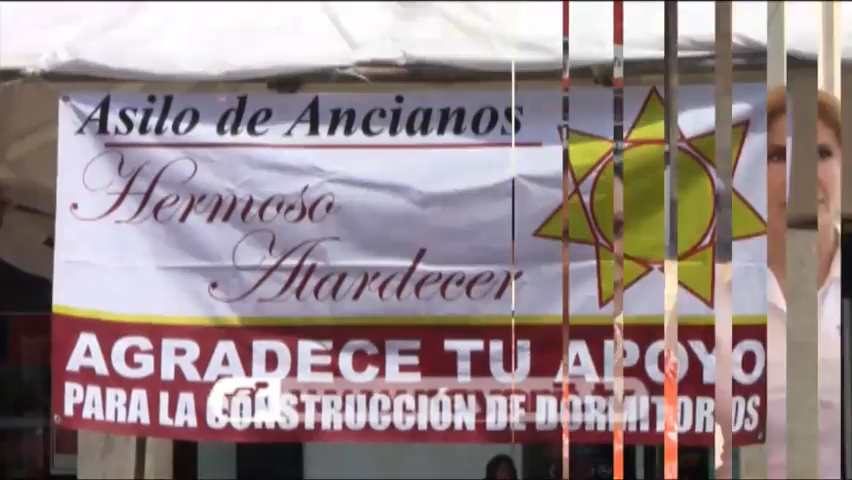 Asilo de Ancianos
Hermoso
Atardecer
AGRADECE TU APOYO
PARA LA CONSTRUCCIÓN DE DORMITORIOS